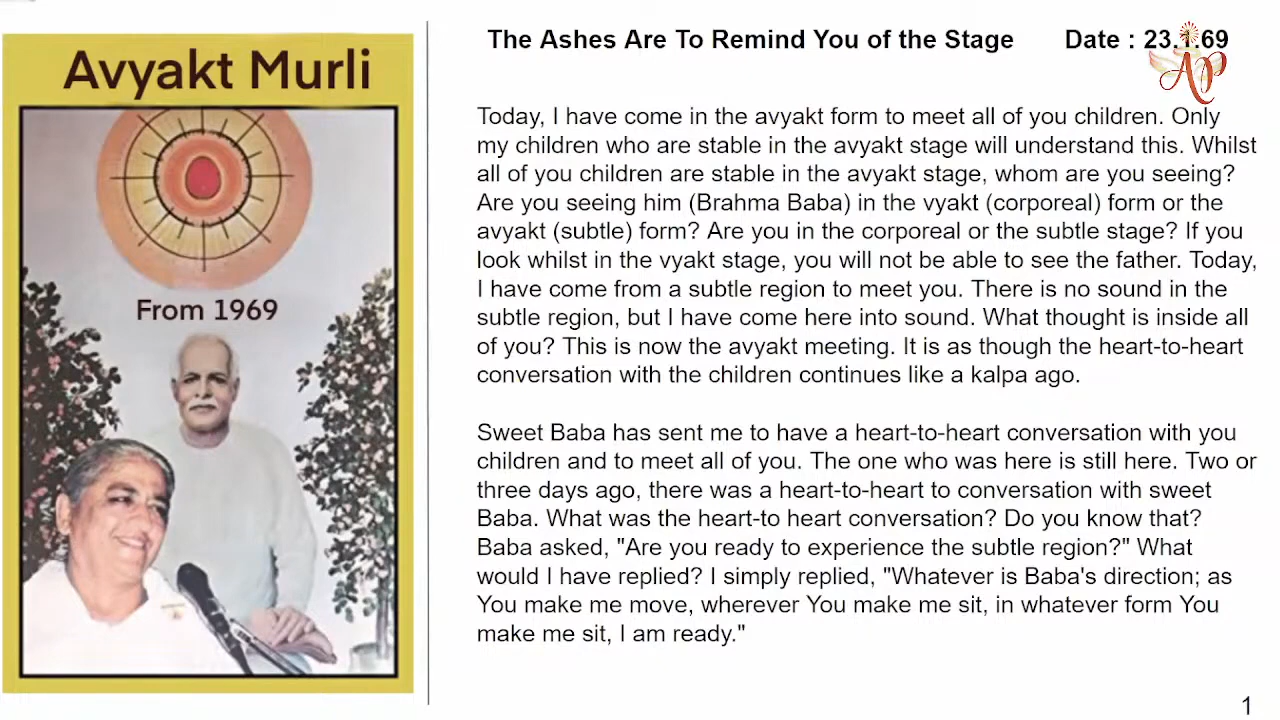 Avyakt Murli
From 1969
The Ashes Are To Remind You of the Stage Date : 23.1.69
AP
Today, I have come in the avyakt form to meet all of you children. Only
my children who are stable in the avyakt stage will understand this. Whilst
all of you children are stable in the avyakt stage, whom are you seeing?
Are you seeing him (Brahma Baba) in the vyakt (corporeal) form or the
avyakt (subtle) form? Are you in the corporeal or the subtle stage? If you
look whilst in the vyakt stage, you will not be able to see the father. Today,
I have come from a subtle region to meet you. There is no sound in the
subtle region, but I have come here into sound. What thought is inside all
of you? This is now the avyakt meeting. It is as though the heart-to-heart
conversation with the children continues like a kalpa ago.
Sweet Baba has sent me to have a heart-to-heart conversation with you
children and to meet all of you. The one who was here is still here. Two or
three days ago, there was a heart-to-heart to conversation with sweet
Baba. What was the heart-to heart conversation? Do you know that?
Baba asked, "Are you ready to experience the subtle region?" What
would I have replied? I simply replied, "Whatever is Baba's direction; as
You make me move, wherever You make me sit, in whatever form You
make me sit, I am ready."
1